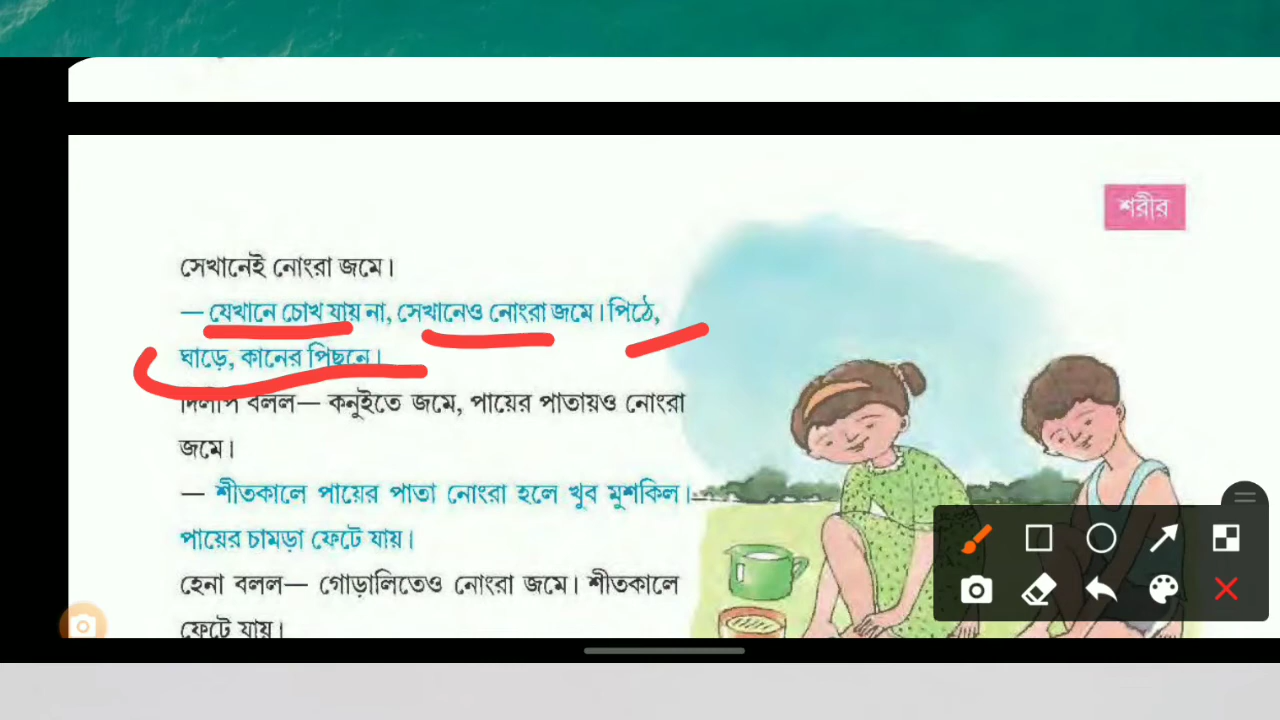 শরীর
সেখানেই নোংরা জমে।
— যেখানে চোখ যায় না, সেখানেও নোংরা জমে। পিঠে,
ঘাড়ে, কানের পিছনে।
দিলীপ বলল— কনুইতে জমে, পায়ের পাতায়ও নোংরা
জমে।
— শীতকালে পায়ের পাতা নোংরা হলে খুব মুশকিল।
পায়ের চামড়া ফেটে যায়।
হেনা বলল— গোড়ালিতেও নোংরা জমে। শীতকালে
ফেটে যায়।